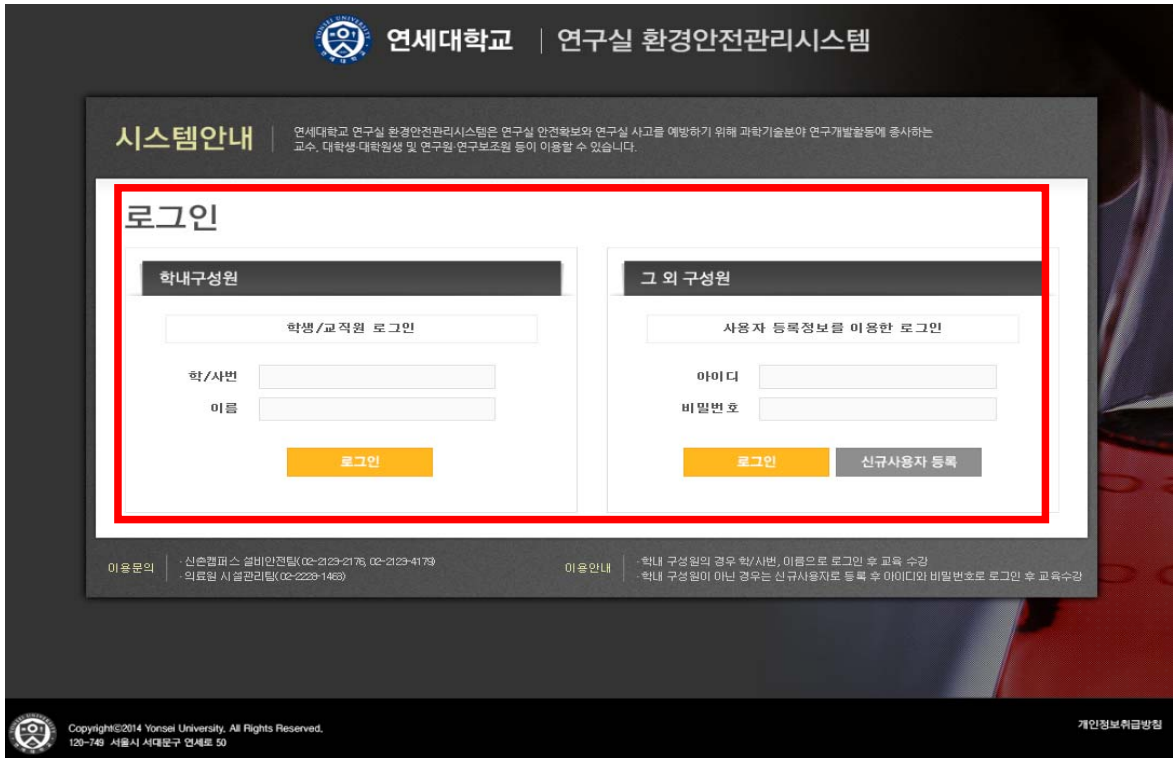 연세대학교 | 연구실 환경안전관리시스템
시스템안내
연세대학교 연구실 환경안전관리시스템은 연구실 안전확보와 연구실 사고를 예방하기 위해 과학기술분야 연구개발활동에 종사하는
교수, 대학생·대학원생 및 연구원·연구보조원 등이 이용할 수 있습니다.
로그인
학내구성원
학생/교직원 로그인
학/사번
이름
로그인
그 외 구성원
사용자 등록정보를 이용한 로그인
아이디
비밀번호
로그인 신규사용자 등록
이용문의
· 신촌캠퍼스 설비안전팀(02-2123-2176, 02-2123-4179)
· 의료원 시설관리팀(02-2228-1463)
이용안내
· 학내 구성원의 경우 학/사번, 이름으로 로그인 후 교육 수강
· 학내 구성원이 아닌 경우는 신규사용자로 등록 후 아이디와 비밀번호로 로그인 후 교육수강
Copyright©2014 Yonsei University, All Rights Reserved.
120-749 서울시 서대문구 연세로 50
개인정보취급방침